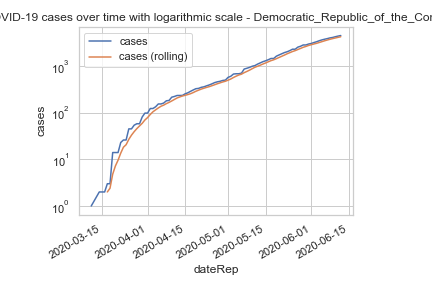 OVID-19 cases over time with logarithmic scale - Democratic_Republic_of_the_Con
cases
cases (rolling)
10³
10²
10¹
10⁰
cases
2020-03-15
2020-04-01
2020-04-15
2020-05-01
2020-05-15
2020-06-01
2020-06-15
dateRep